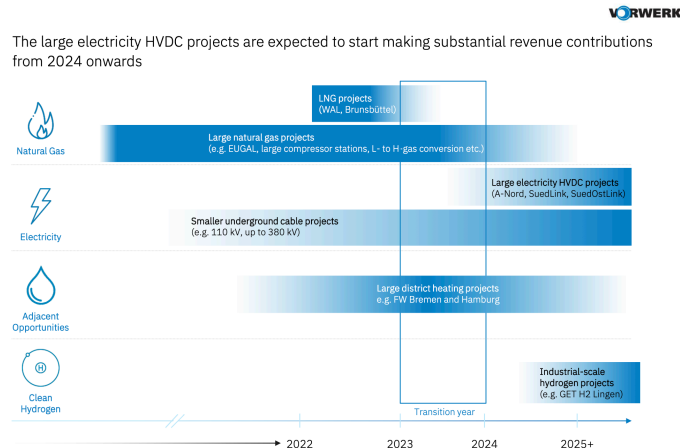 VORWERK
The large electricity HVDC projects are expected to start making substantial revenue contributions
from 2024 onwards
LNG projects
(WAL, Brunsbüttel)
Large natural gas projects
(e.g. EUGAL, large compressor stations, L- to H-gas conversion etc.)
Natural Gas
Large electricity HVDC projects
(A-Nord, SuedLink, SuedOstLink)
Smaller underground cable projects
(e.g. 110 kV, up to 380 kV)
Electricity
Large district heating projects
e.g. FW Bremen and Hamburg
Adjacent
Opportunities
H
Industrial-scale
hydrogen projects
(e.g. GET H2 Lingen)
Clean
Hydrogen
Transition year
2022
2023
2024
2025+